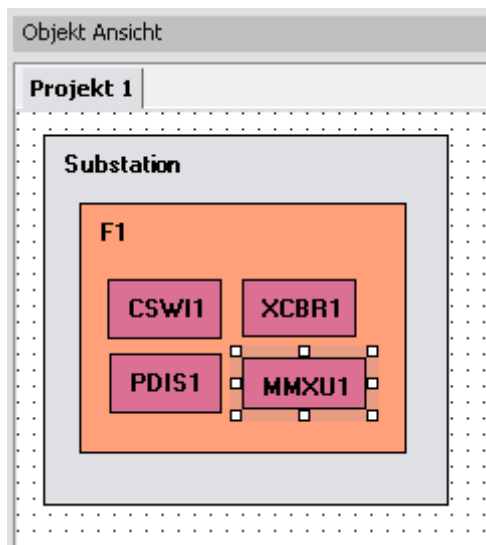 Objekt Ansicht
Projekt 1
Substation
F1
CSWI1 XCBR1
PDIS1 MMXU1